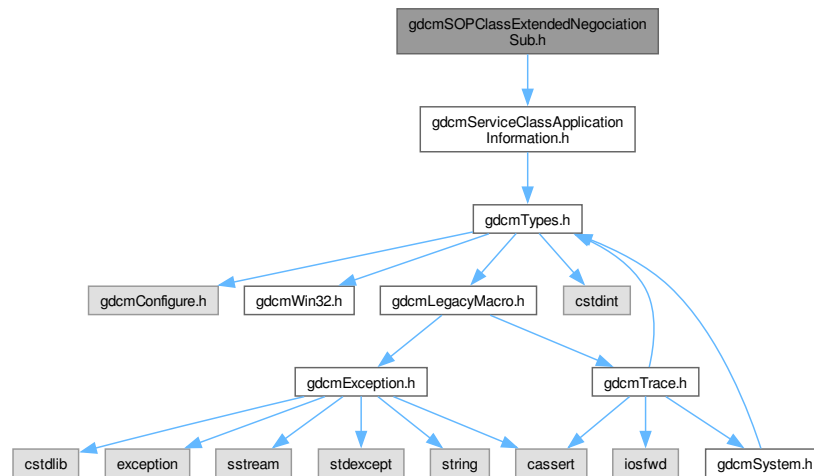 gdcmSOPClassExtendedNegociation
Sub.h
gdcmServiceClassApplication
Information.h
gdcmTypes.h
gdcmConfigure.h
gdcmWin32.h
gdcmLegacyMacro.h
cstdint
gdcmException.h
gdcmTrace.h
cstdlib
exception
sstream
stdexcept
string
cassert
iosfwd
gdcmSystem.h